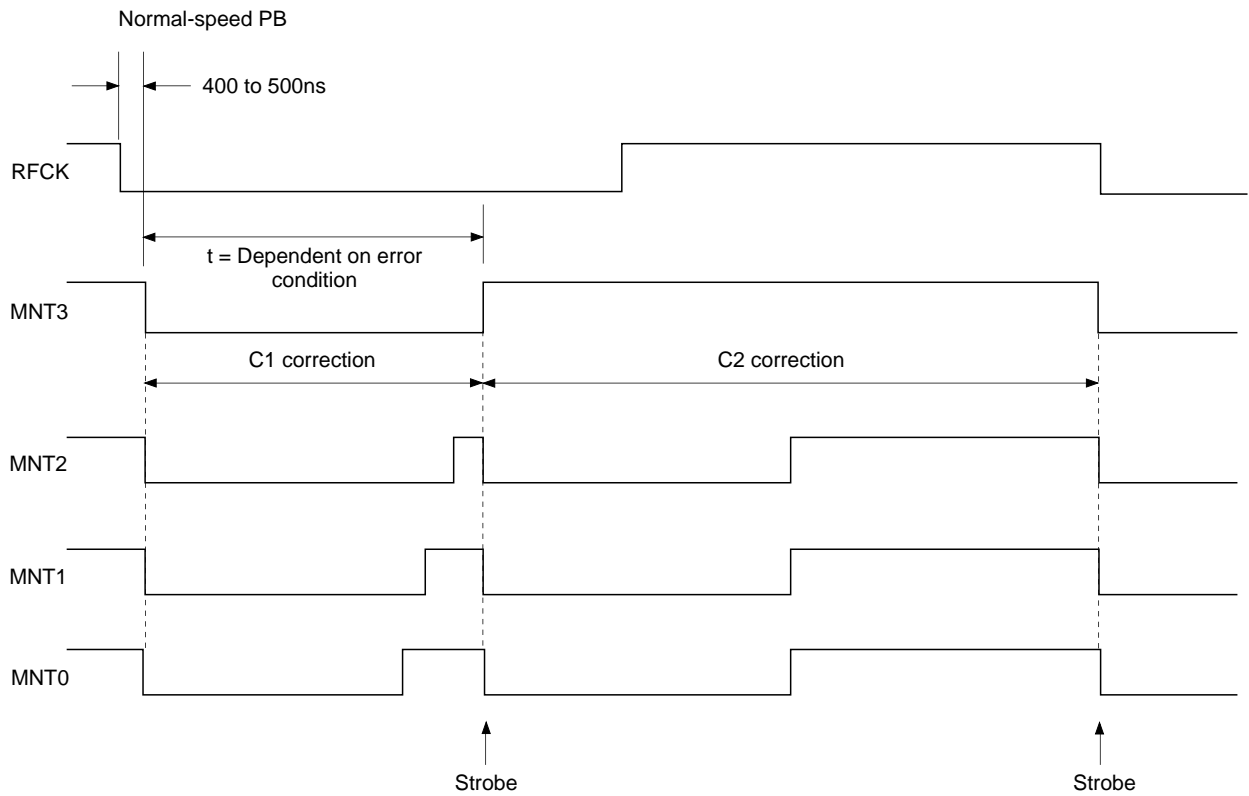 Normal-speed PB
400 to 500ns
RFCK
t = Dependent on error
condition
MNT3
C1 correction
C2 correction
MNT2
MNT1
MNT0
Strobe
Strobe